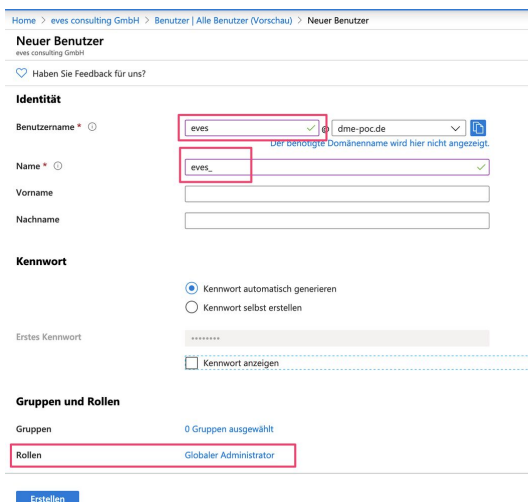 Home > eves consulting GmbH > Benutzer | Alle Benutzer (Vorschau) > Neuer Benutzer
Neuer Benutzer
eves consulting GmbH
Haben Sie Feedback für uns?
Identität
Benutzername * eves @ dme-poc.de
Der benötigte Domänenname wird hier nicht angezeigt.
Name * eves_
Vorname
Nachname
Kennwort
Kennwort automatisch generieren
Kennwort selbst erstellen
Erstes Kennwort ********
Kennwort anzeigen
Gruppen und Rollen
Gruppen 0 Gruppen ausgewählt
Rollen Globaler Administrator
Erstellen